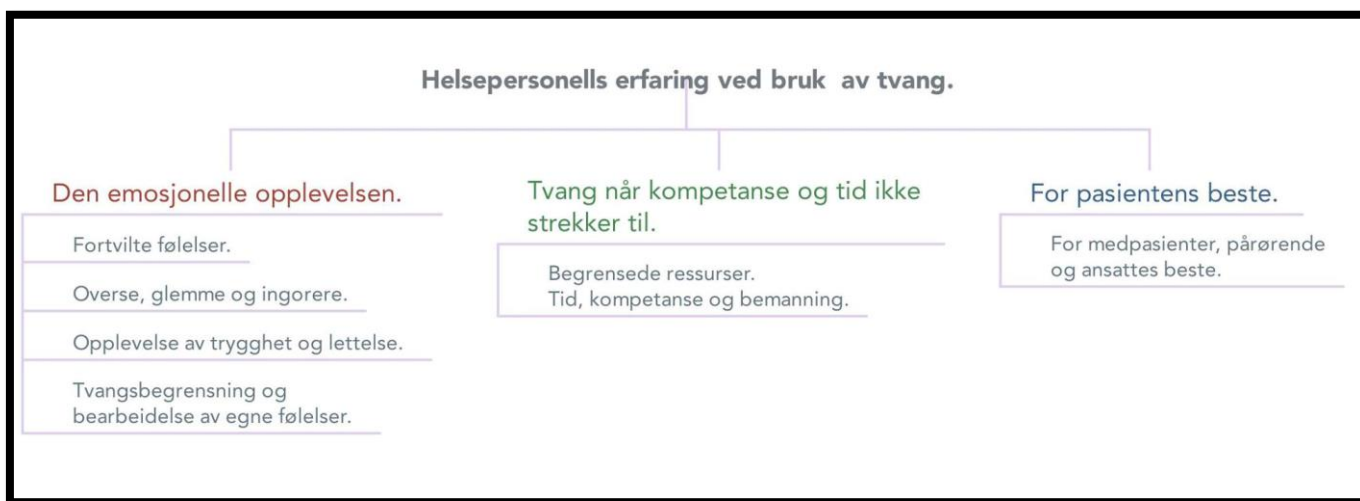 Helsepersonells erfaring ved bruk av tvang.
Den emosjonelle opplevelsen.
Fortvilte følelser.
Overse, glemme og ingorere.
Opplevelse av trygghet og lettelse.
Tvangsbegrensning og
bearbeidelse av egne følelser.
Tvang når kompetanse og tid ikke
strekker til.
Begrensede ressurser.
Tid, kompetanse og bemanning.
For pasientens beste.
For medpasienter, pårørende
og ansattes beste.